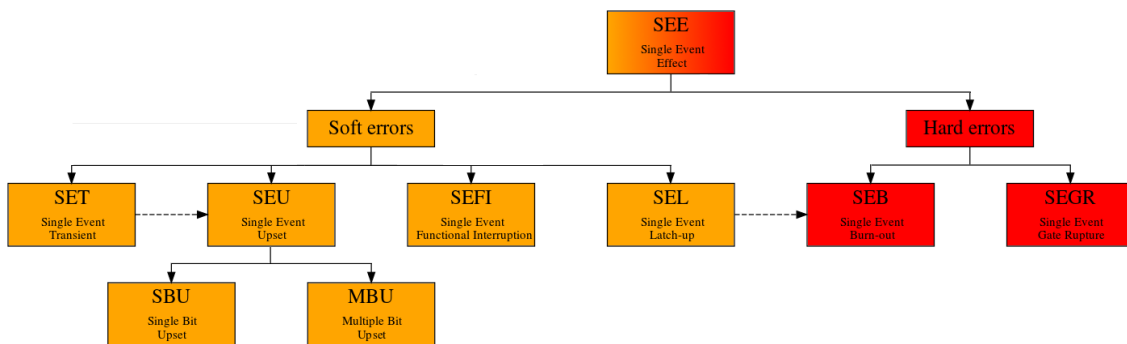 SEE
Single Event
Effect
Soft errors
Hard errors
SET
Single Event
Transient
SEU
Single Event
Upset
SEFI
Single Event
Functional Interruption
SEL
Single Event
Latch-up
SEB
Single Event
Burn-out
SEGR
Single Event
Gate Rupture
SBU
Single Bit
Upset
MBU
Multiple Bit
Upset